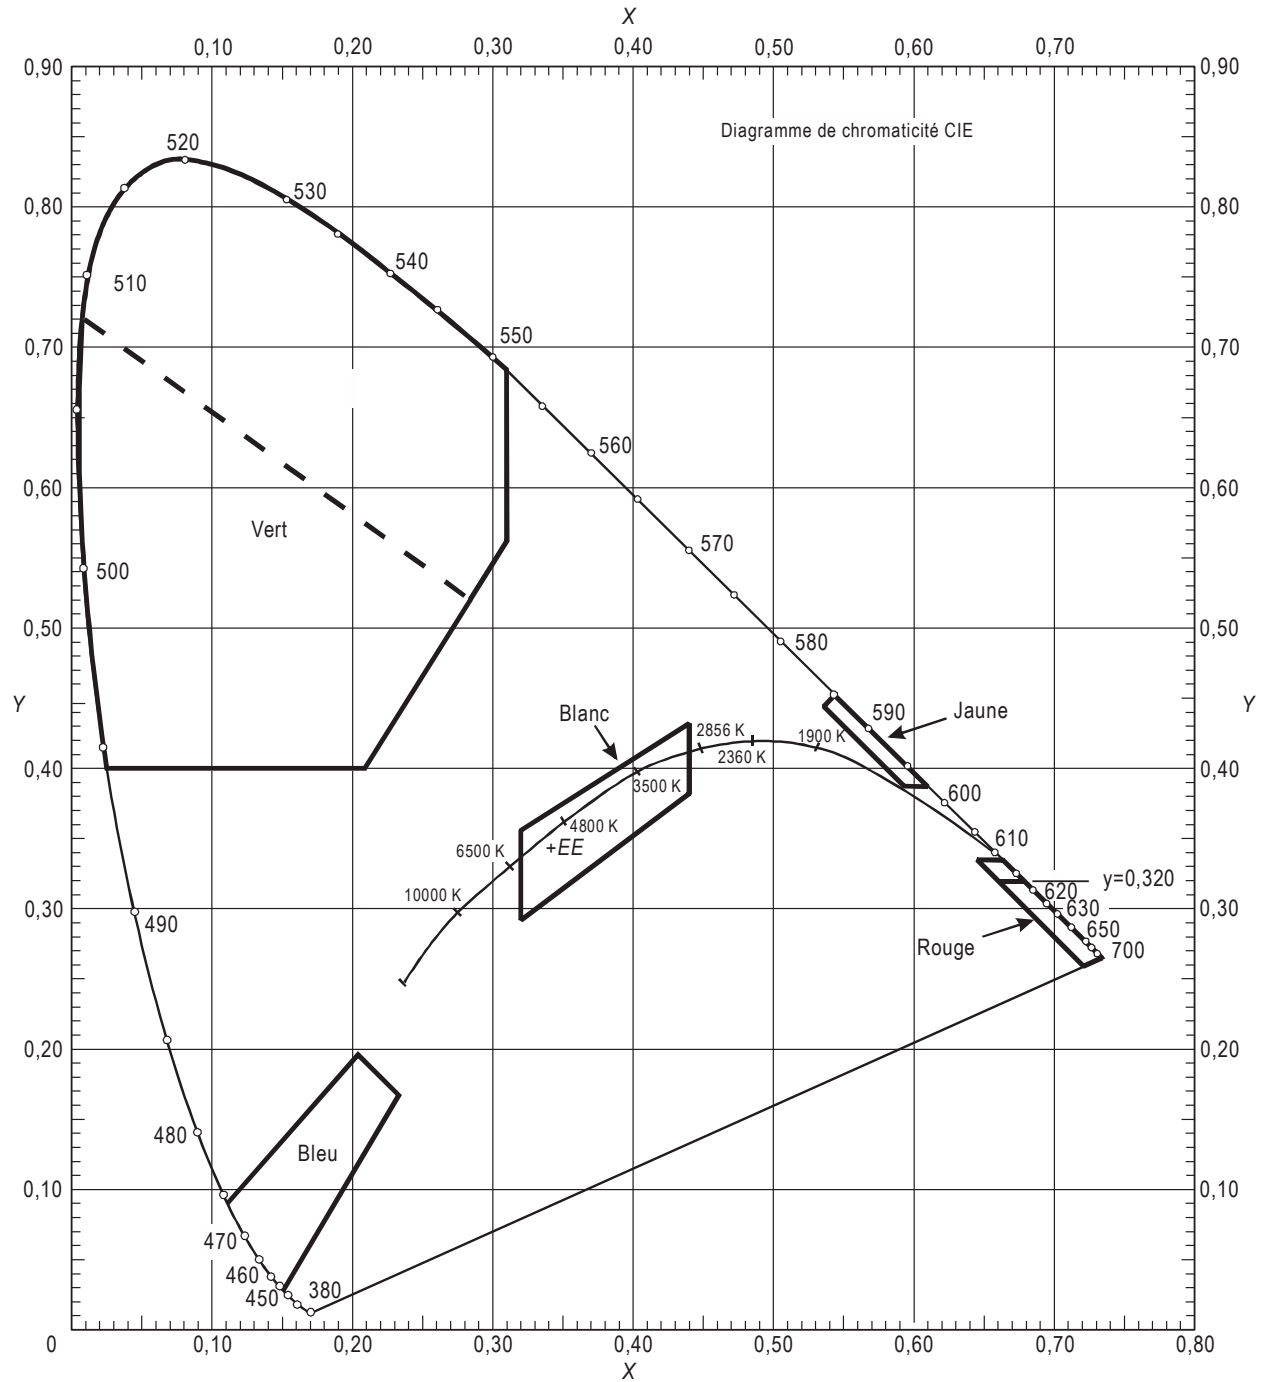 X
0,10 0,20 0,30 0,40 0,50 0,60 0,70
0,90 0,90
Diagramme de chromaticité CIE
520
530
0,80 0,80
540
510
550
0,70 0,70
560
0,60 0,60
Vert
570
500
0,50 0,50
580
Y Y
Blanc 590 Jaune
2856 K
1900 K
2360 K
0,40 0,40
3500 K
600
4800 K
610
+EE
6500 K
y=0,320
10000 K
620
0,30 630 0,30
490
650
Rouge 700
0,20 0,20
480
Bleu
0,10 0,10
470
460
380
450
0 0,10 0,20 0,30 0,40 0,50 0,60 0,70 0,80
0
X